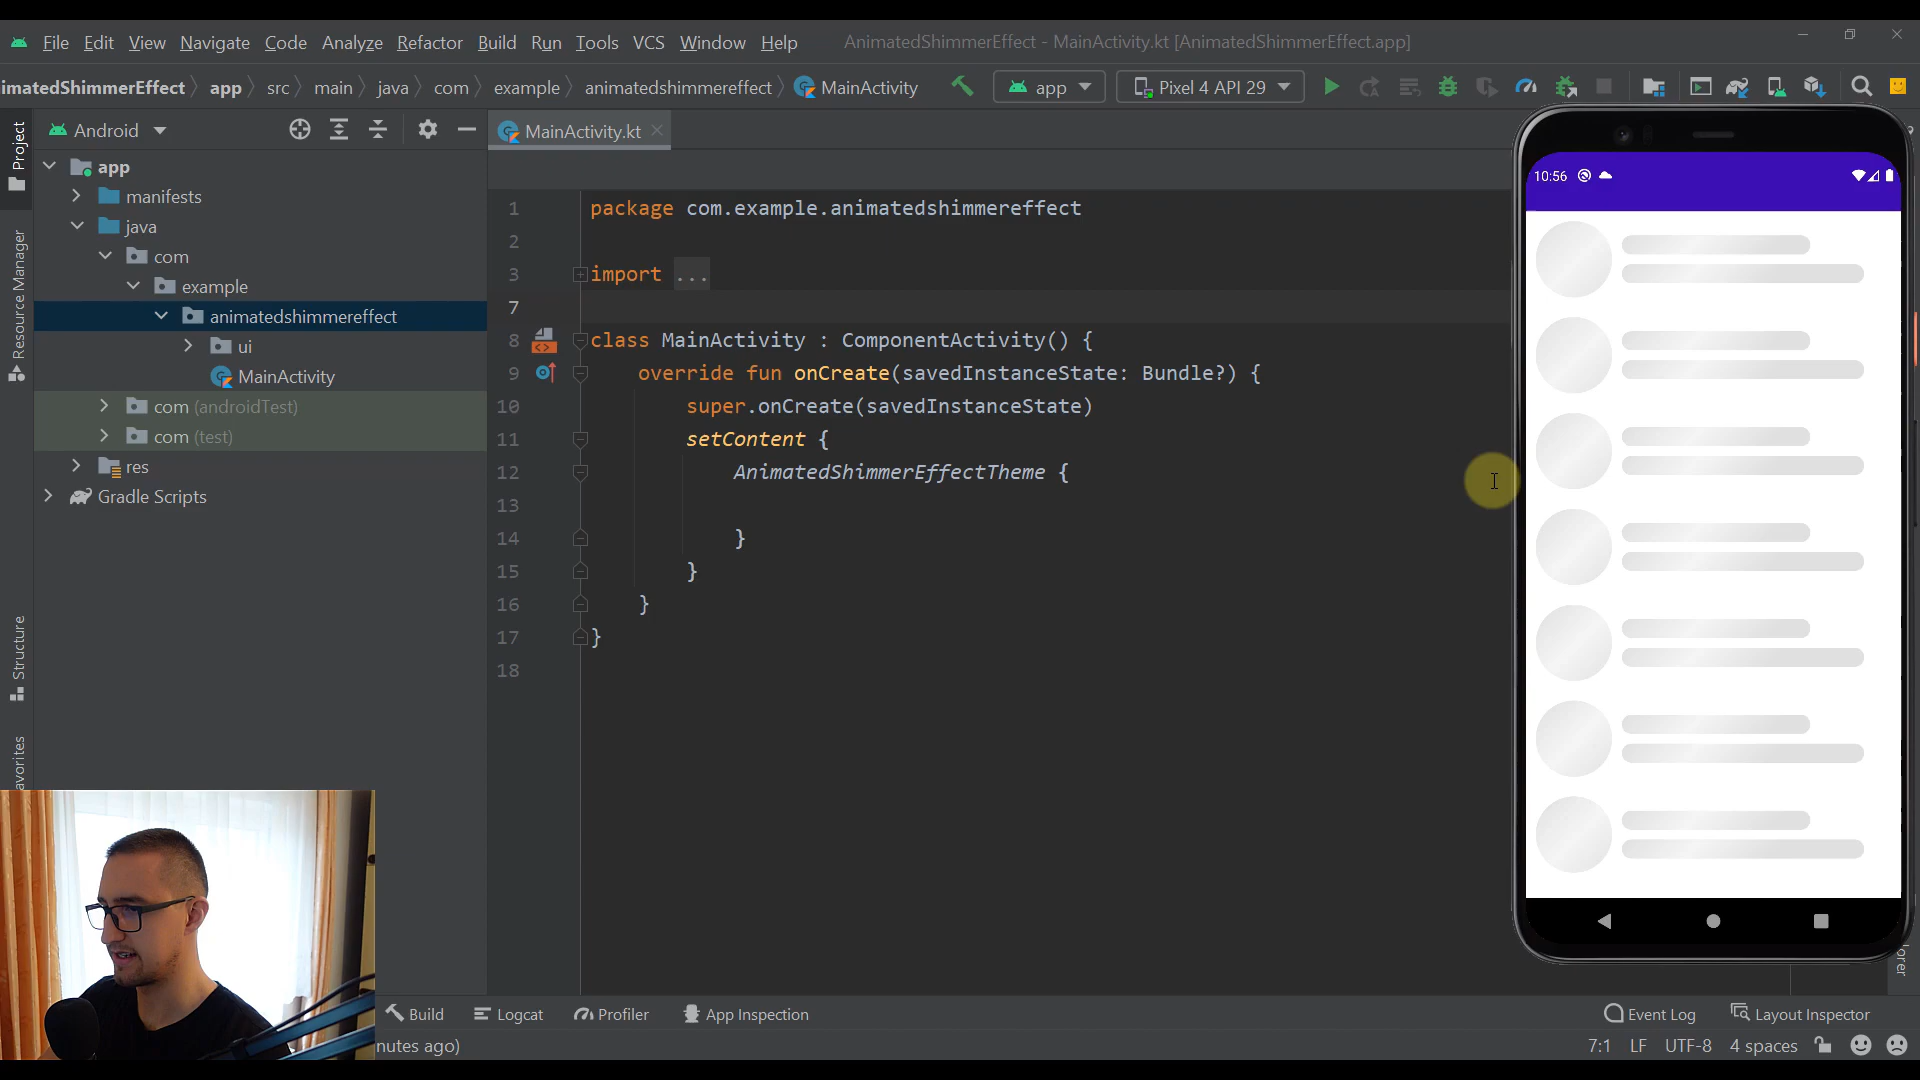 File Edit View Navigate Code Analyze Refactor Build Run Tools VCS Window Help AnimatedShimmerEffect - MainActivity.kt [AnimatedShimmerEffect.app]
imatedShimmerEffect app src main java com example animatedshimmereffect MainActivity app Pixel 4 API 29
Project
Resource Manager
Structure
avorites
Android
app
manifests
java
com
example
animatedshimmereffect
ui
MainActivity
com (androidTest)
com (test)
res
Gradle Scripts
MainActivity.kt
1 package com.example.animatedshimmereffect
2
3 import ...
7
8 class MainActivity : ComponentActivity() {
9 override fun onCreate(savedInstanceState: Bundle?) {
10 super.onCreate(savedInstanceState)
11 setContent {
12 AnimatedShimmerEffectTheme {
13
14 }
15 }
16 }
17 }
18
10:56
orer
Build Logcat Profiler App Inspection Event Log Layout Inspector
nutes ago) 7:1 LF UTF-8 4 spaces